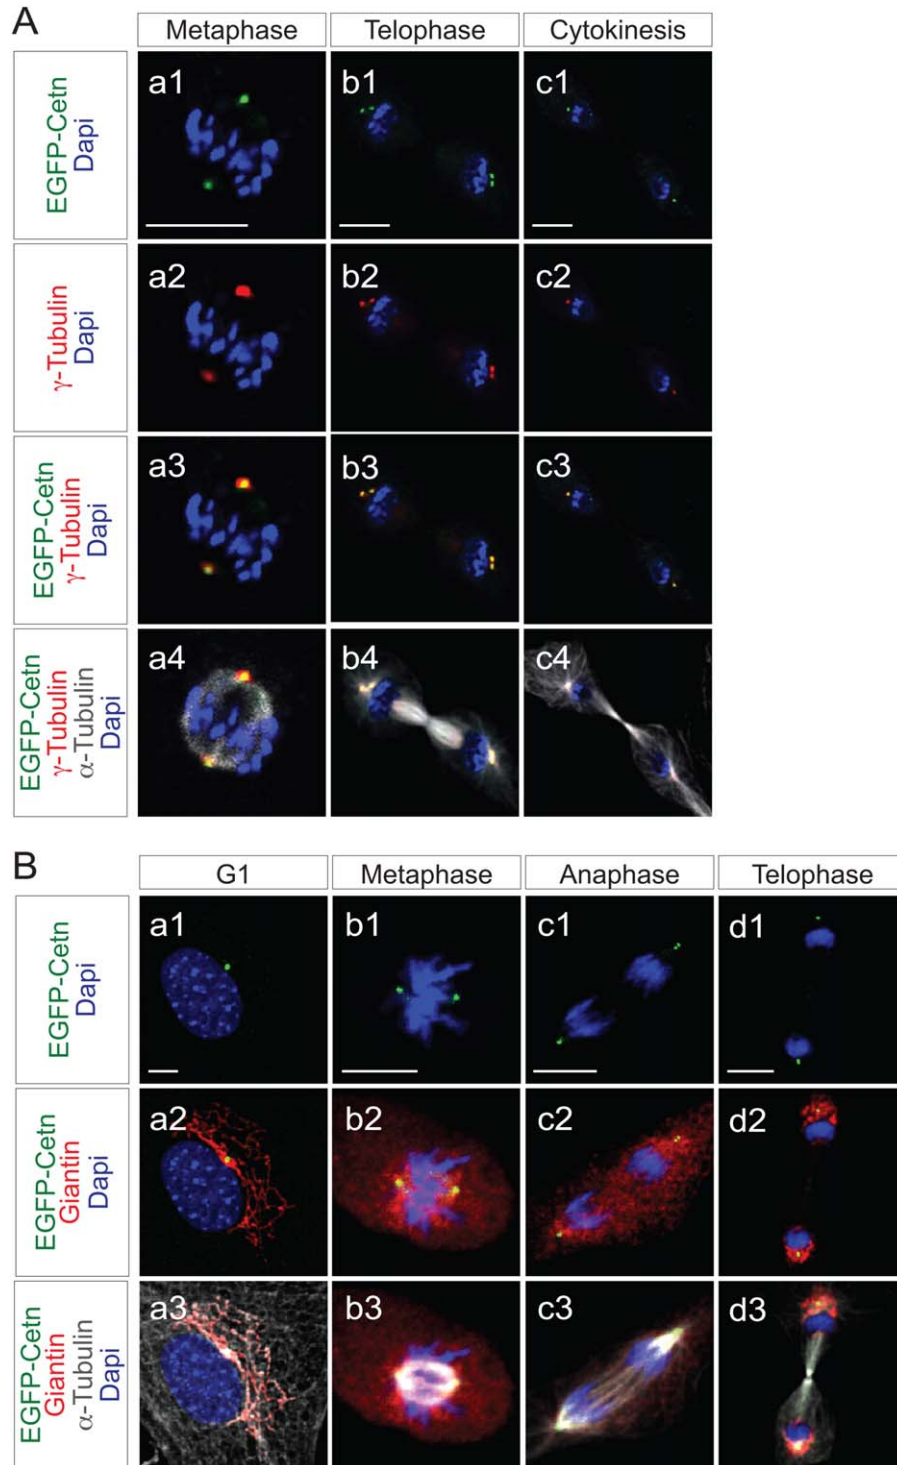 A
Metaphase
Telophase
Cytokinesis
EGFP-Cetn
Dapi
a1
b1
c1
γ-Tubulin
Dapi
a2
b2
c2
EGFP-Cetn
γ-Tubulin
Dapi
a3
b3
c3
EGFP-Cetn
γ-Tubulin
α-Tubulin
Dapi
a4
b4
c4
B
G1
Metaphase
Anaphase
Telophase
EGFP-Cetn
Dapi
a1
b1
c1
d1
EGFP-Cetn
Giantin
Dapi
a2
b2
c2
d2
EGFP-Cetn
Giantin
α-Tubulin
Dapi
a3
b3
c3
d3